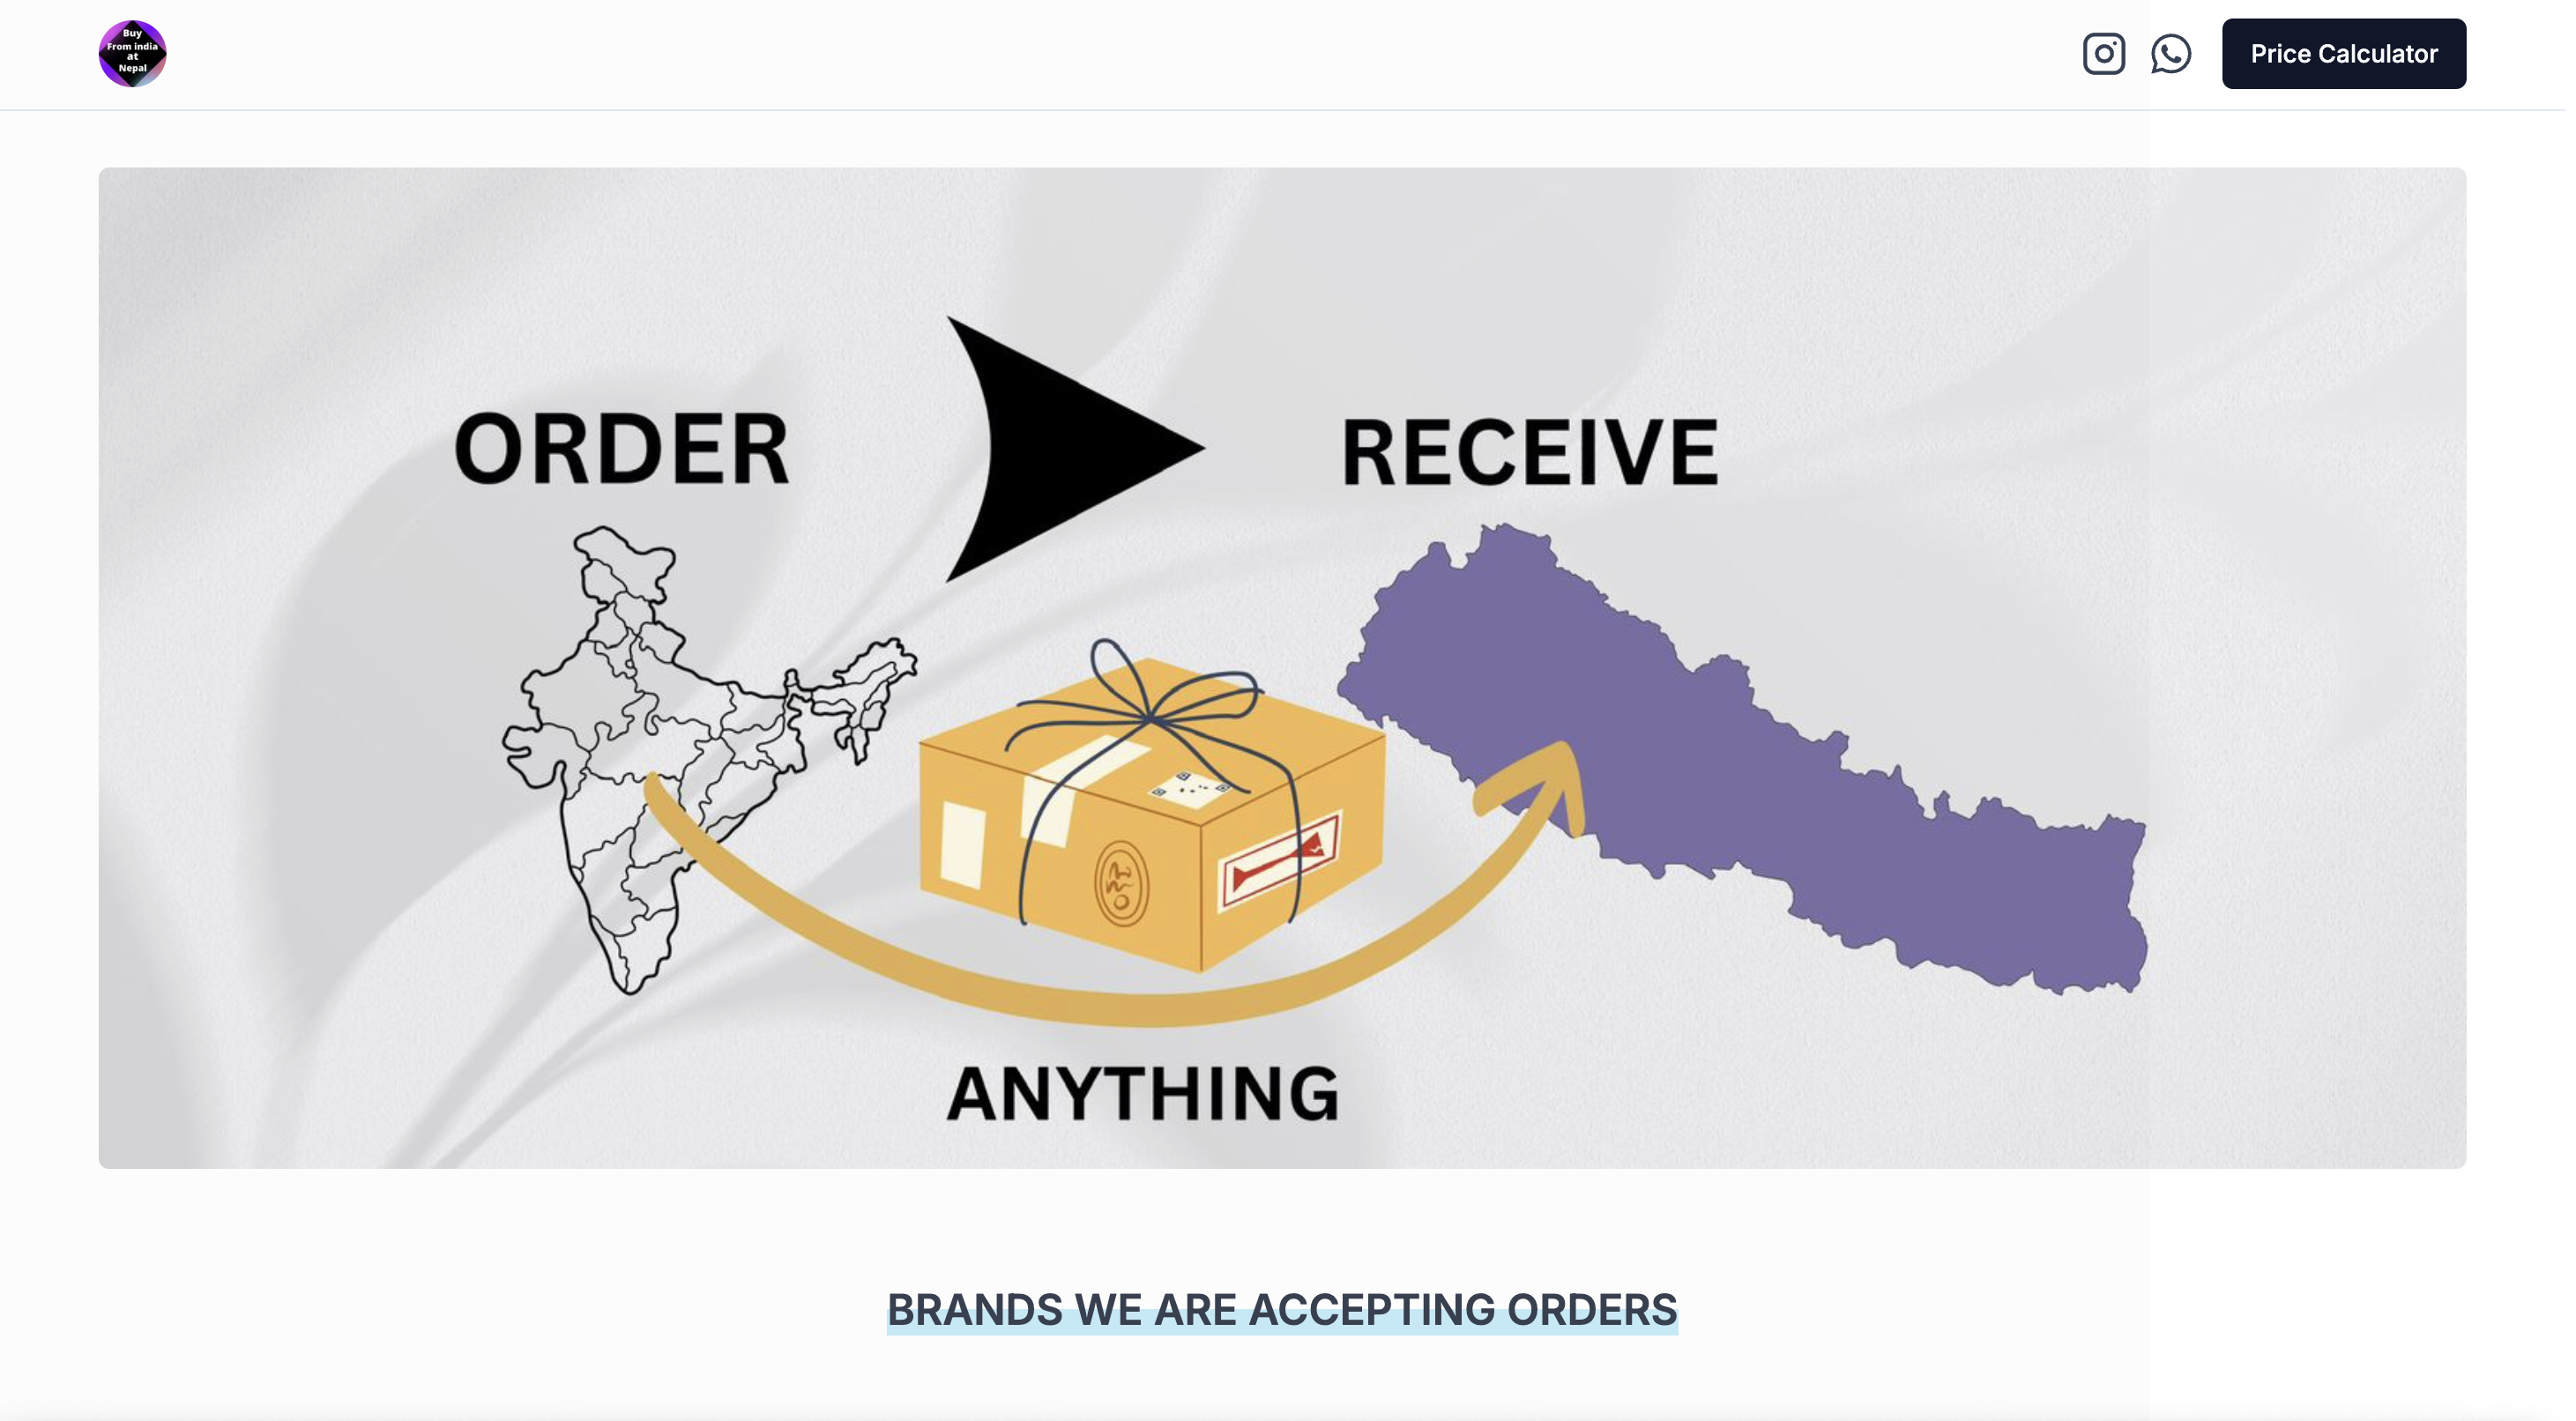 Buy
From india
at
Nepal
Price Calculator
ORDER
RECEIVE
ANYTHING
BRANDS WE ARE ACCEPTING ORDERS